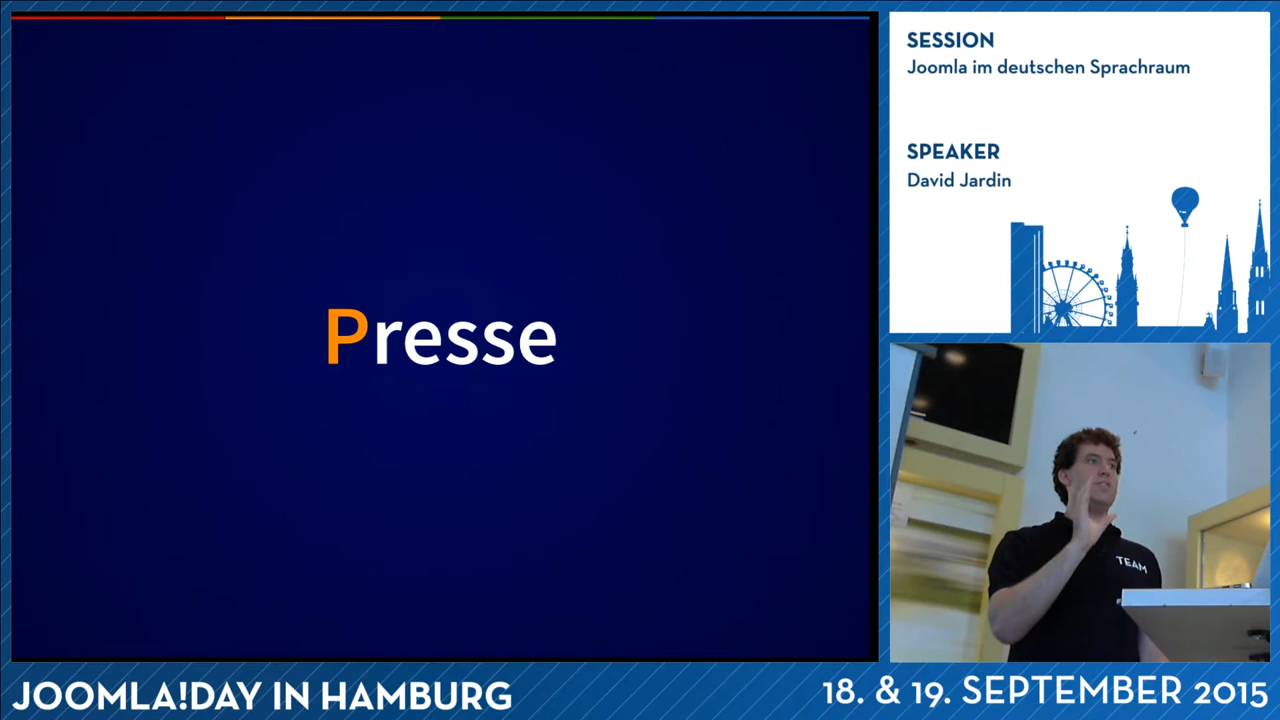 Presse
SESSION
Joomla im deutschen Sprachraum
SPEAKER
David Jardin
TEAM
JOOMLA!DAY IN HAMBURG
18. & 19. SEPTEMBER 2015